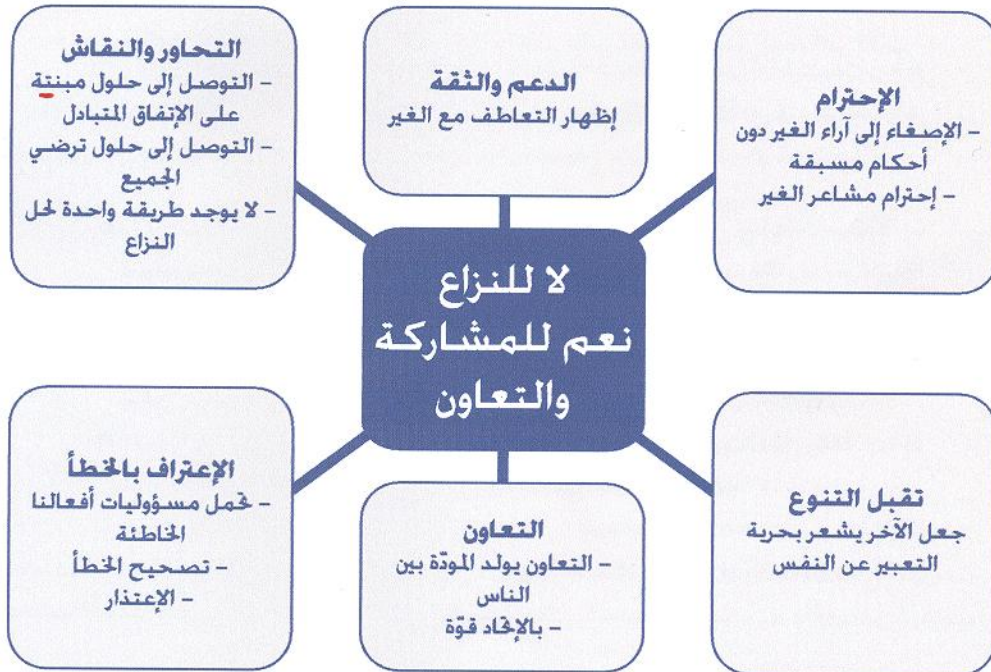 الإحترام
- الإصغاء إلى آراء الغير دون
أحكام مسبقة
- إحترام مشاعر الغير
الدعم والثقة
إظهار التعاطف مع الغير
التحاور والنقاش
- التوصل إلى حلول مبنتة
على الإتفاق المتبادل
- التوصل إلى حلول ترضي
الجميع
- لا يوجد طريقة واحدة لحل
النزاع
لا للنزاع
نعم للمشاركة
والتعاون
تقبل التنوع
جعل الآخر يشعر بحرية
التعبير عن النفس
التعاون
- التعاون يولد المودّة بين
الناس
- بالإتحاد قوّة
الإعتراف بالخطأ
- تحمل مسؤوليات أفعالنا
الخاطئة
- تصحيح الخطأ
- الإعتذار